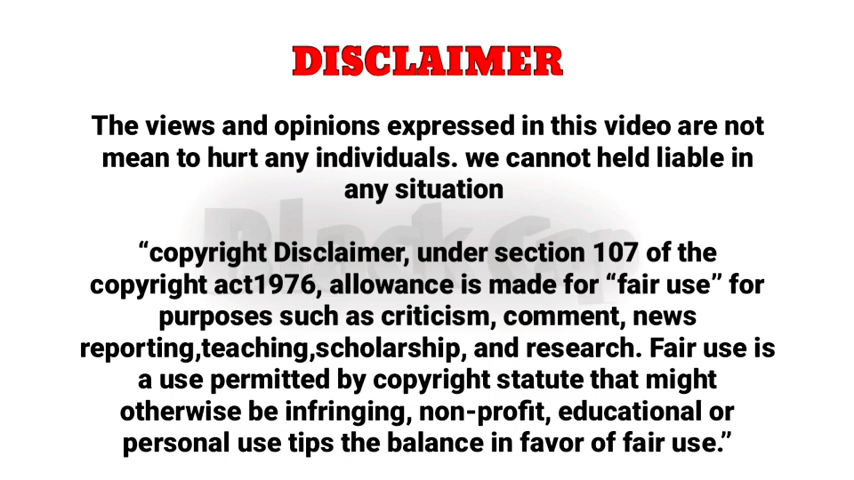 DISCLAIMER
The views and opinions expressed in this video are not
mean to hurt any individuals. we cannot held liable in
any situation
“copyright Disclaimer, under section 107 of the
copyright act1976, allowance is made for “fair use” for
purposes such as criticism, comment, news
reporting,teaching,scholarship, and research. Fair use is
a use permitted by copyright statute that might
otherwise be infringing, non-profit, educational or
personal use tips the balance in favor of fair use.”